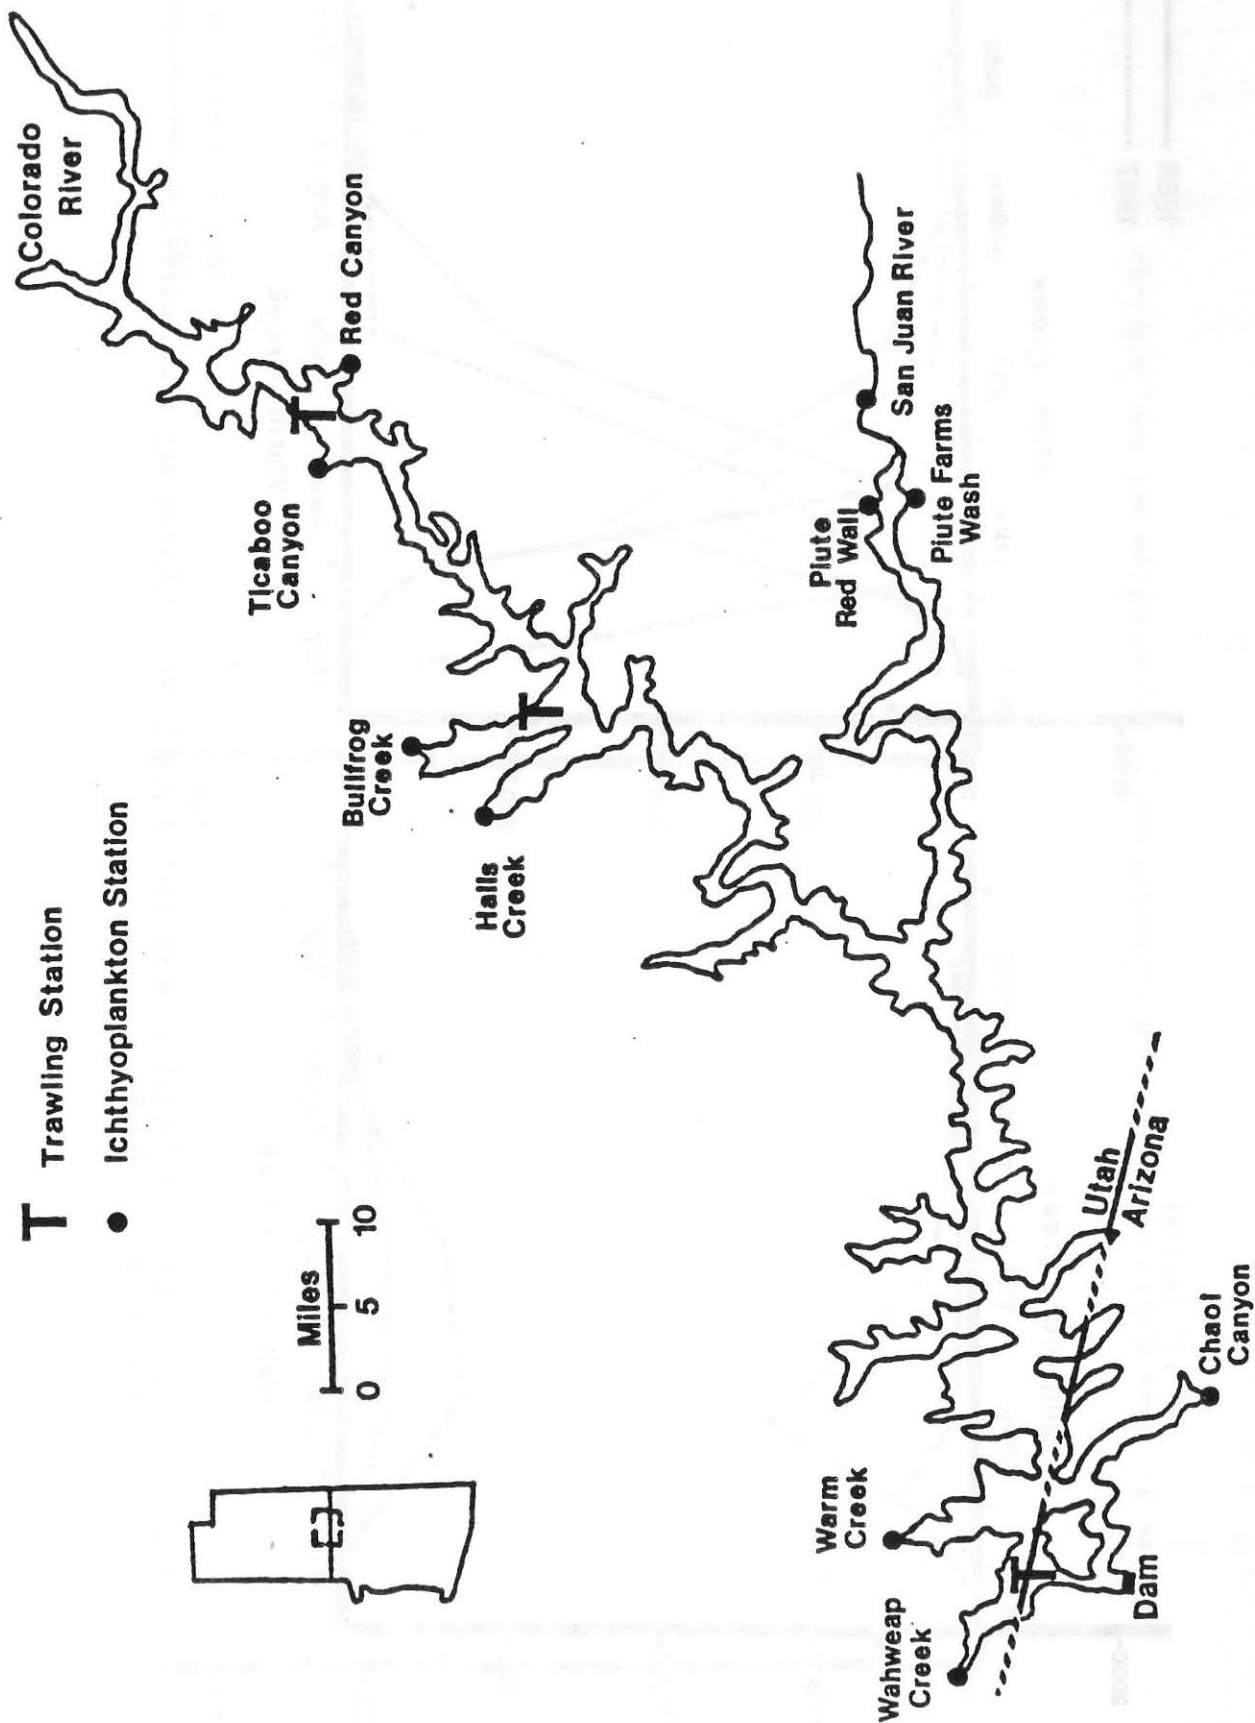 T Trawling Station
Ichthyoplankton Station
Miles
0 5 10
Colorado
River
Red Canyon
Ticaboo
Canyon
Bullfrog
Creek
Halls
Creek
San Juan River
Piute
Red Wall
Piute Farms
Wash
T
T
T
Utah
Arizona
Chaol
Canyon
Warm
Creek
Wahweap
Creek
Dam